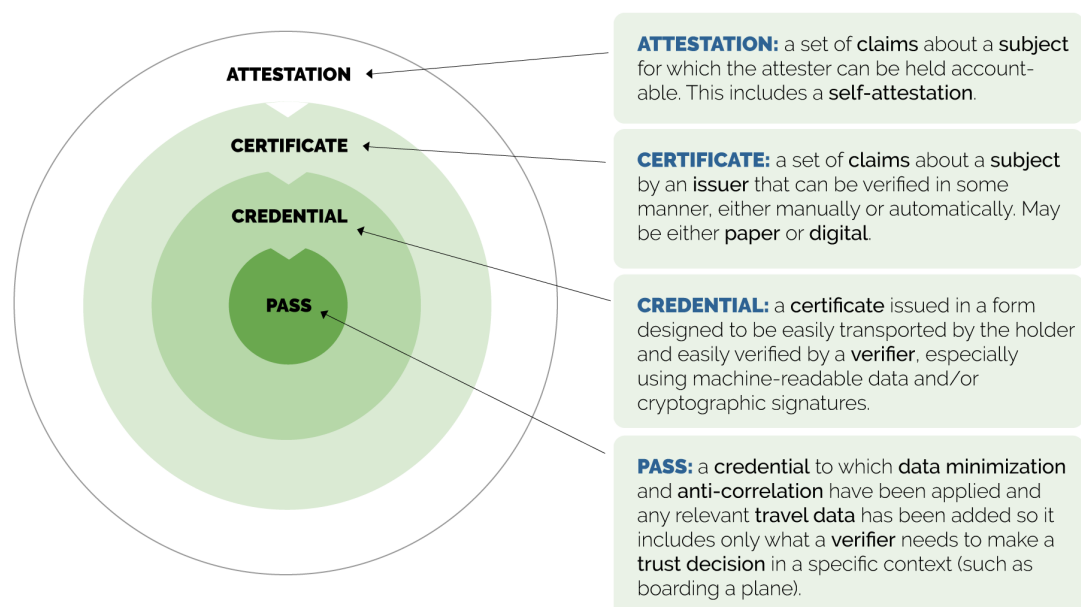 ATTESTATION
CERTIFICATE
CREDENTIAL
PASS
ATTESTATION: a set of claims about a subject
for which the attester can be held account-
able. This includes a self-attestation.
CERTIFICATE: a set of claims about a subject
by an issuer that can be verified in some
manner, either manually or automatically. May
be either paper or digital.
CREDENTIAL: a certificate issued in a form
designed to be easily transported by the holder
and easily verified by a verifier, especially
using machine-readable data and/or
cryptographic signatures.
PASS: a credential to which data minimization
and anti-correlation have been applied and
any relevant travel data has been added so it
includes only what a verifier needs to make a
trust decision in a specific context (such as
boarding a plane).